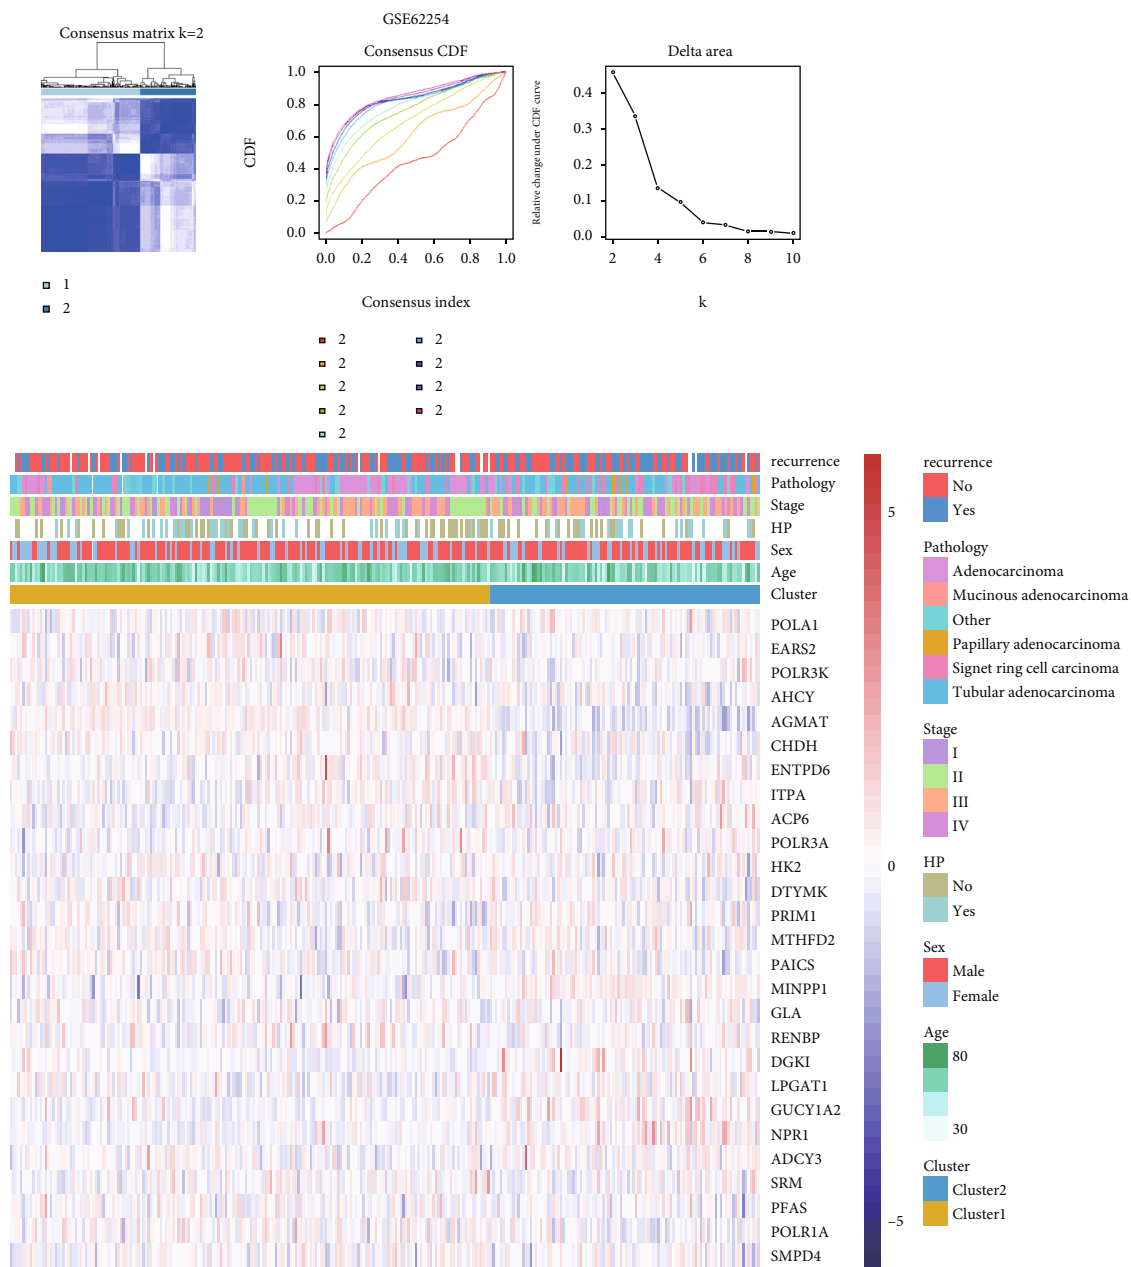 GSE62254
Consensus matrix k=2
1
2
Consensus CDF
CDF
1.0
0.8
0.6
0.4
0.2
0.0
0.0 0.2 0.4 0.6 0.8 1.0
Consensus index
2 2
2 2
2 2
2 2
2
Delta area
Relative change under CDF curve
0.4
0.3
0.2
0.1
0.0
2 4 6 8 10
k
recurrence
Pathology
Stage
HP
Sex
Age
Cluster
POLA1
EARS2
POLR3K
AHCY
AGMAT
CHDH
ENTPD6
ITPA
ACP6
POLR3A
HK2
DTYMK
PRIM1
MTHFD2
PAICS
MINPP1
GLA
RENBP
DGKI
LPGAT1
GUCY1A2
NPR1
ADCY3
SRM
PFAS
POLR1A
SMPD4
5
0
−5
recurrence
No
Yes
Pathology
Adenocarcinoma
Mucinous adenocarcinoma
Other
Papillary adenocarcinoma
Signet ring cell carcinoma
Tubular adenocarcinoma
Stage
I
II
III
IV
HP
No
Yes
Sex
Male
Female
Age
80
30
Cluster
Cluster2
Cluster1